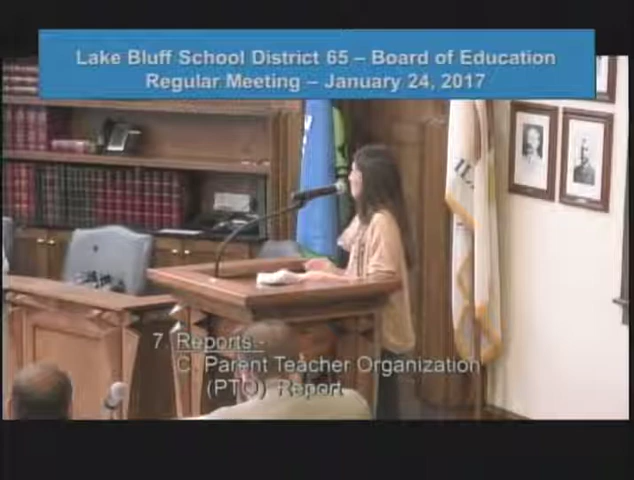 Lake Bluff School District 65 – Board of Education
Regular Meeting – January 24, 2017
IL
7. Reports -
C. Parent Teacher Organization
(PTO) Report